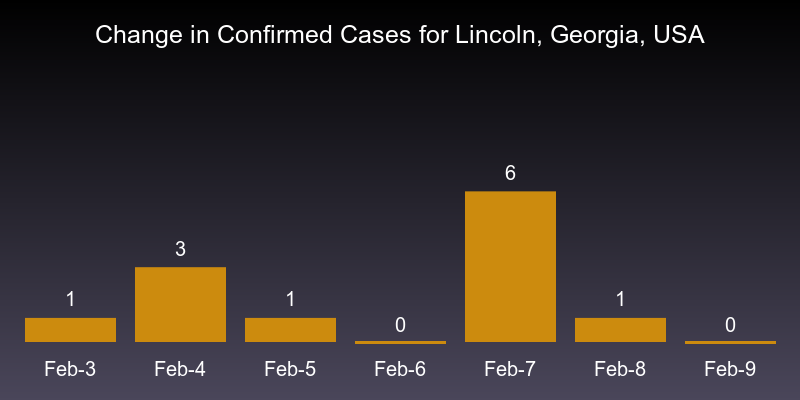 Change in Confirmed Cases for Lincoln, Georgia, USA
1
3
1
0
6
1
0
Feb-3
Feb-4
Feb-5
Feb-6
Feb-7
Feb-8
Feb-9